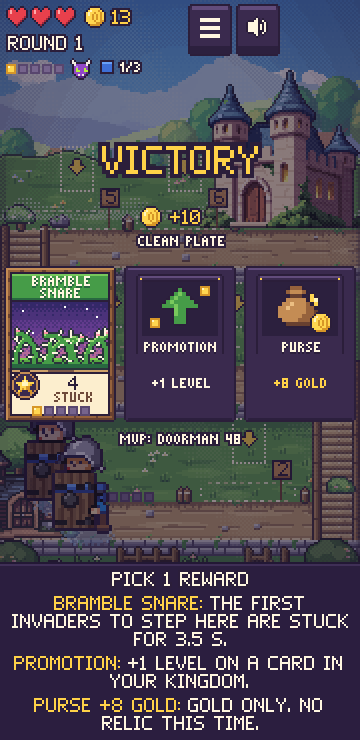 13
ROUND 1
1/3
VICTORY
5
6
+10
CLEAN PLATE
BRAMBLE
SNARE
4
STUCK
PROMOTION
+1 LEVEL
PURSE
+8 GOLD
MVP: DOORMAN 48
2
PICK 1 REWARD
BRAMBLE SNARE: THE FIRST
INVADERS TO STEP HERE ARE STUCK
FOR 3.5 S.
PROMOTION: +1 LEVEL ON A CARD IN
YOUR KINGDOM.
PURSE +8 GOLD: GOLD ONLY. NO
RELIC THIS TIME.